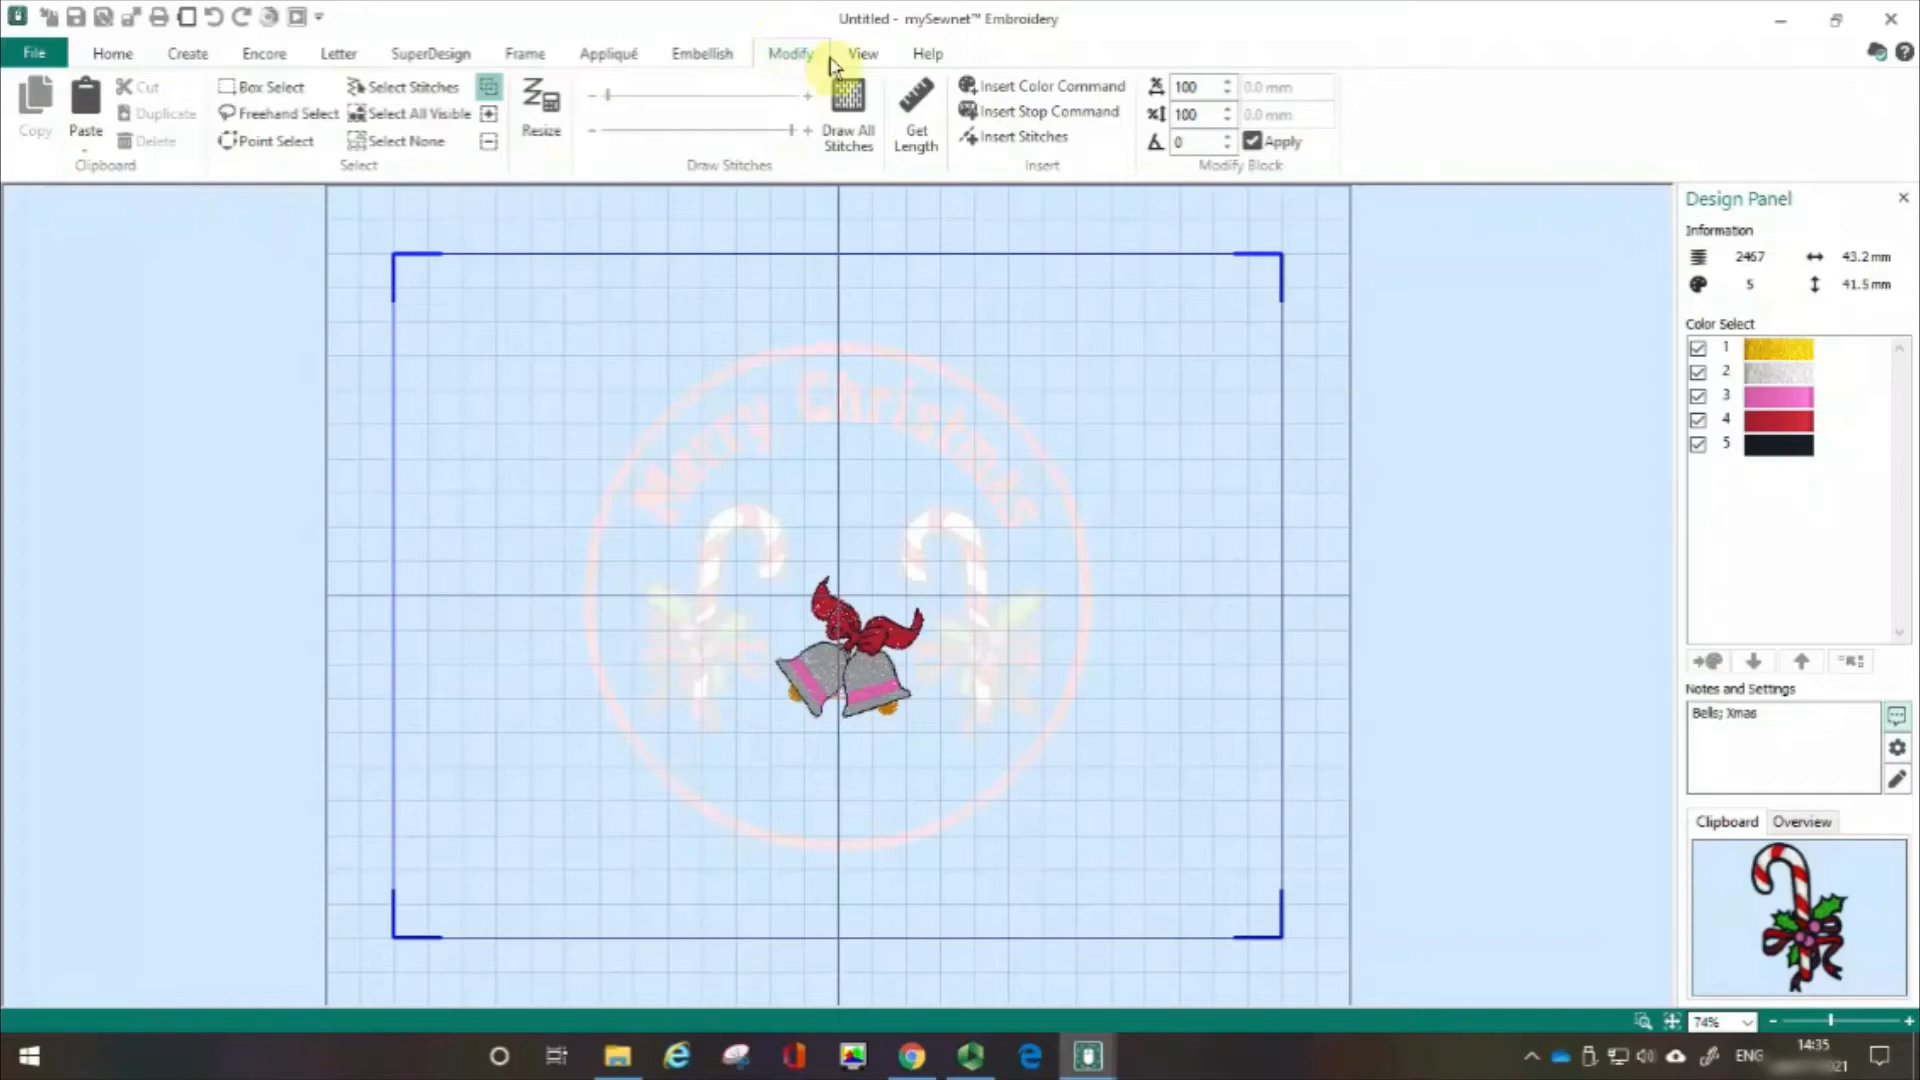 Untitled - mySewnet™ Embroidery
File Home Create Encore Letter SuperDesign Frame Appliqué Embellish Modify View Help
Copy
Paste
Cut
Duplicate
Delete
Clipboard
Box Select
Freehand Select
Point Select
Select Stitches
Select All Visible
Select None
Select
Resize
Draw All
Stitches
Draw Stitches
Get
Length
Insert Color Command
Insert Stop Command
Insert Stitches
Insert
100 0.0 mm
100 0.0 mm
0 Apply
Modify Block
Merry Christmas
Design Panel
Information
2467 43.2 mm
5 41.5 mm
Color Select
1
2
3
4
5
Notes and Settings
Bells; Xmas
Clipboard Overview
74%
ENG
14:35